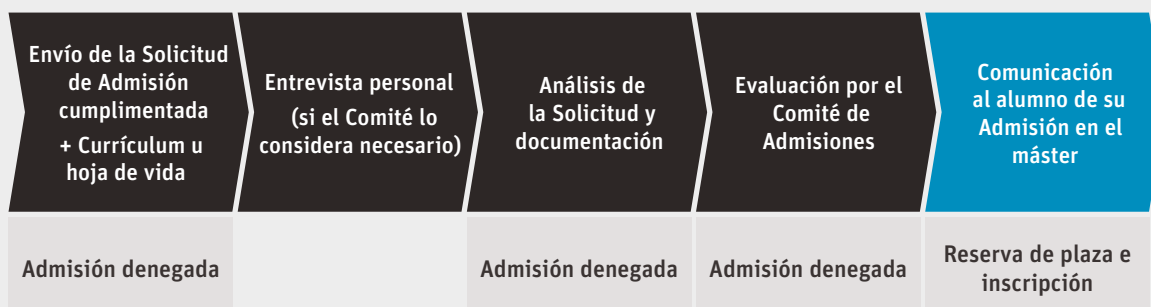 Envío de la Solicitud
de Admisión
cumplimentada
+ Currículum u
hoja de vida
Entrevista personal
(si el Comité lo
considera necesario)
Análisis de
la Solicitud y
documentación
Evaluación por el
Comité de
Admisiones
Comunicación
al alumno de su
Admisión en el
máster
Admisión denegada
Admisión denegada
Admisión denegada
Reserva de plaza e
inscripción